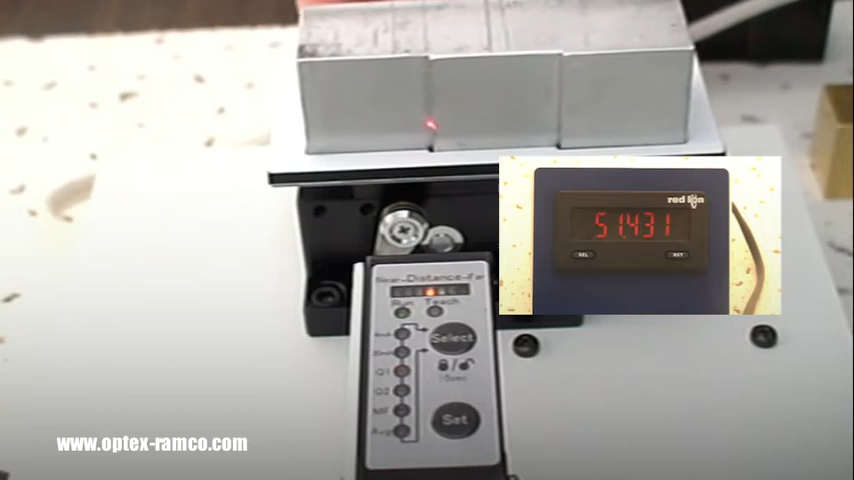 red lion
51.431
SEL
RST
Near-Distance-Far
Run
Teach
Select
Q1
Q2
Set
www.optex-ramco.com